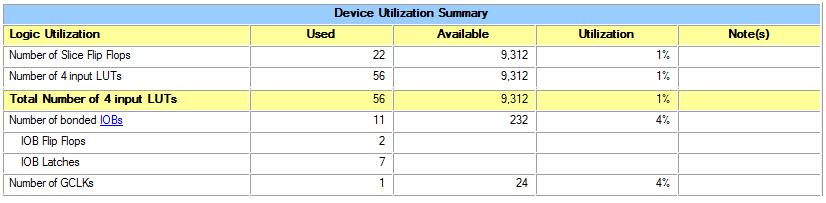 Device Utilization Summary
Logic Utilization Used Available Utilization Note(s)
Number of Slice Flip Flops 22 9,312 1%
Number of 4 input LUTs 56 9,312 1%
Total Number of 4 input LUTs 56 9,312 1%
Number of bonded IOBs 11 232 4%
IOB Flip Flops 2
IOB Latches 7
Number of GCLKs 1 24 4%